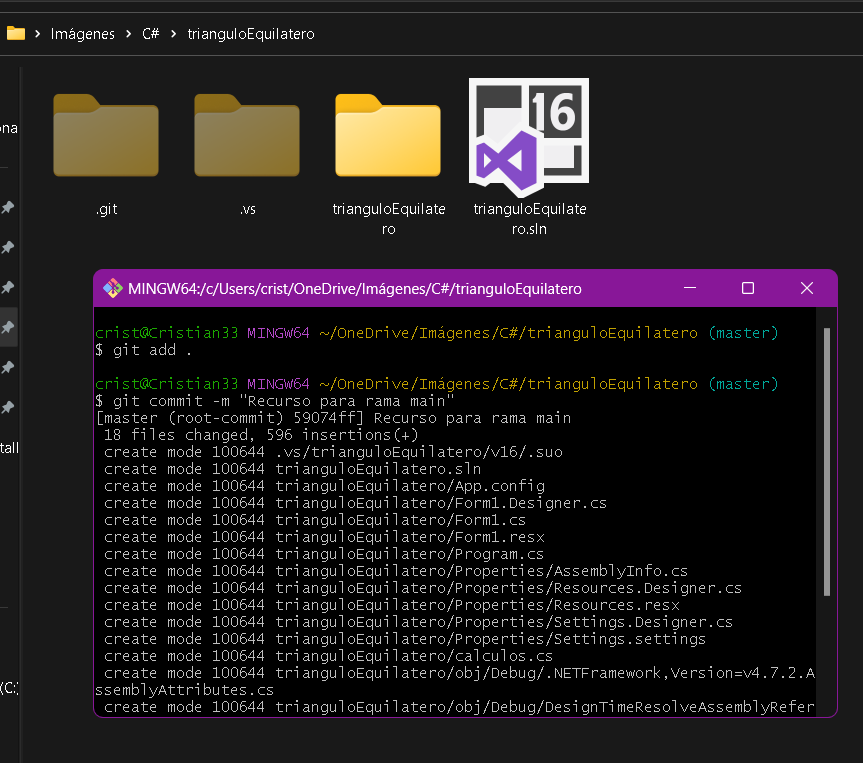 Imágenes > C# > trianguloEquilatero
ona
.git
.vs
trianguloEquilate
ro
16
trianguloEquilate
ro.sln
MINGW64:/c/Users/crist/OneDrive/Imágenes/C#/trianguloEquilatero
crist@Cristian33 MINGW64 ~/OneDrive/Imágenes/C#/trianguloEquilatero (master)
$ git add .
crist@Cristian33 MINGW64 ~/OneDrive/Imágenes/C#/trianguloEquilatero (master)
$ git commit -m "Recurso para rama main"
[master (root-commit) 59074ff] Recurso para rama main
18 files changed, 596 insertions(+)
create mode 100644 .vs/trianguloEquilatero/v16/.suo
create mode 100644 trianguloEquilatero.sln
create mode 100644 trianguloEquilatero/App.config
create mode 100644 trianguloEquilatero/Form1.Designer.cs
create mode 100644 trianguloEquilatero/Form1.cs
create mode 100644 trianguloEquilatero/Form1.resx
create mode 100644 trianguloEquilatero/Program.cs
create mode 100644 trianguloEquilatero/Properties/AssemblyInfo.cs
create mode 100644 trianguloEquilatero/Properties/Resources.Designer.cs
create mode 100644 trianguloEquilatero/Properties/Resources.resx
create mode 100644 trianguloEquilatero/Properties/Settings.Designer.cs
create mode 100644 trianguloEquilatero/Properties/Settings.settings
create mode 100644 trianguloEquilatero/calculos.cs
create mode 100644 trianguloEquilatero/obj/Debug/.NETFramework,Version=v4.7.2.A
ssemblyAttributes.cs
create mode 100644 trianguloEquilatero/obj/Debug/DesignTimeResolveAssemblyRefer
tall
(C:)